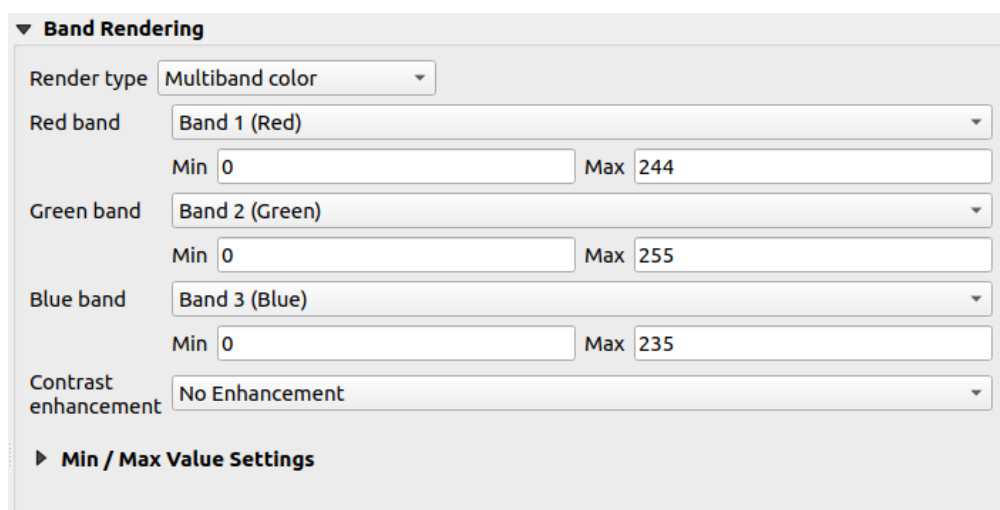 Band Rendering
Render type Multiband color
Red band Band 1 (Red)
Min 0 Max 244
Green band Band 2 (Green)
Min 0 Max 255
Blue band Band 3 (Blue)
Min 0 Max 235
Contrast
enhancement No Enhancement
Min / Max Value Settings